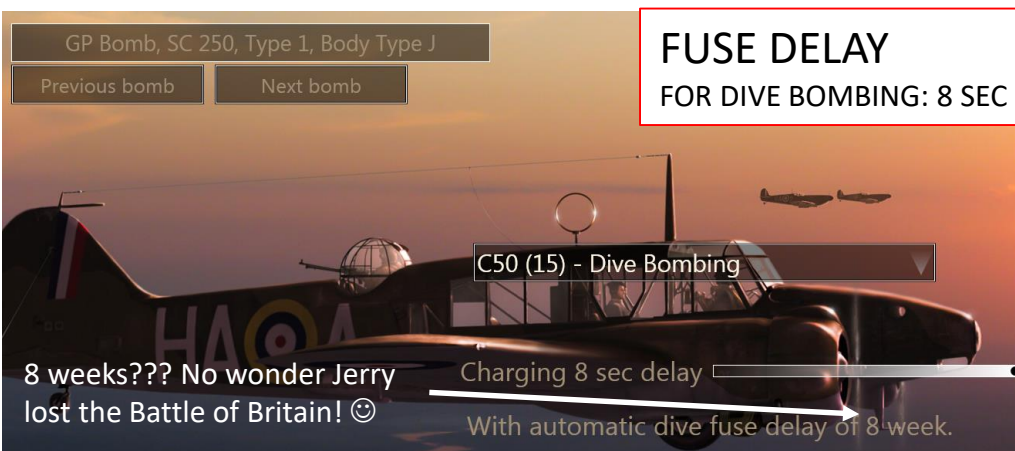 GP Bomb, SC 250, Type 1, Body Type J
Previous bomb
Next bomb
FUSE DELAY
FOR DIVE BOMBING: 8 SEC
C50 (15) - Dive Bombing
HA A
8 weeks??? No wonder Jerry
lost the Battle of Britain! ☺
Charging 8 sec delay
With automatic dive fuse delay of 8 week.